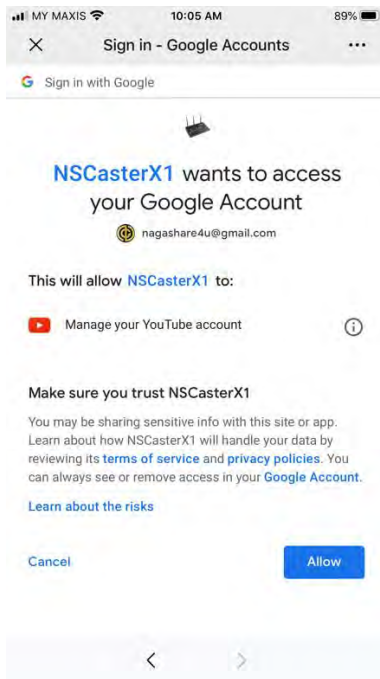 MY MAXIS 10:05 AM 89%
Sign in - Google Accounts
Sign in with Google
NSCasterX1 wants to access
your Google Account
nagashare4u@gmail.com
This will allow NSCasterX1 to:
Manage your YouTube account
Make sure you trust NSCasterX1
You may be sharing sensitive info with this site or app.
Learn about how NSCasterX1 will handle your data by
reviewing its terms of service and privacy policies. You
can always see or remove access in your Google Account.
Learn about the risks
Cancel Allow